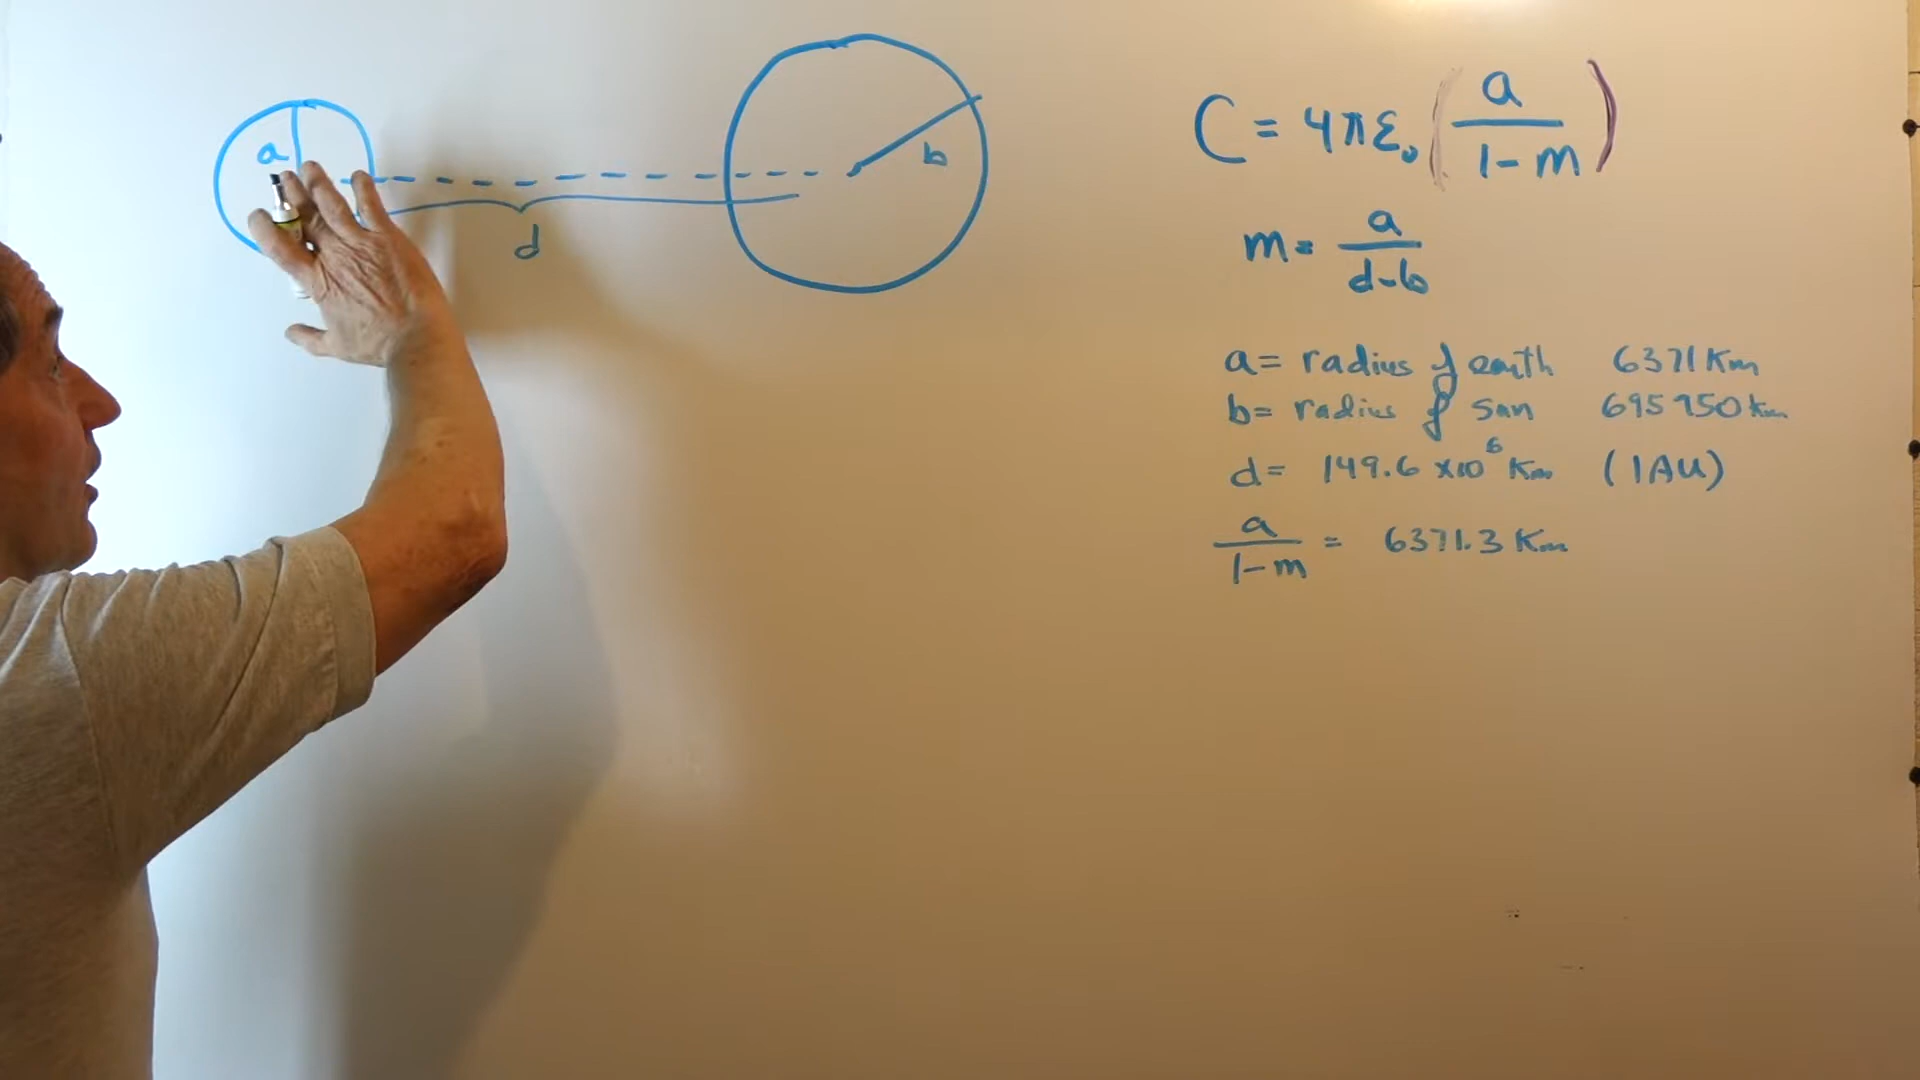 a
b
d
C = 4πε₀ (a / 1-m)
m = a / d-b
a = radius of earth 6371 Km
b = radius of sun 695950 km
d = 149.6 x10⁶ Km (1AU)
a / 1-m = 6371.3 Km